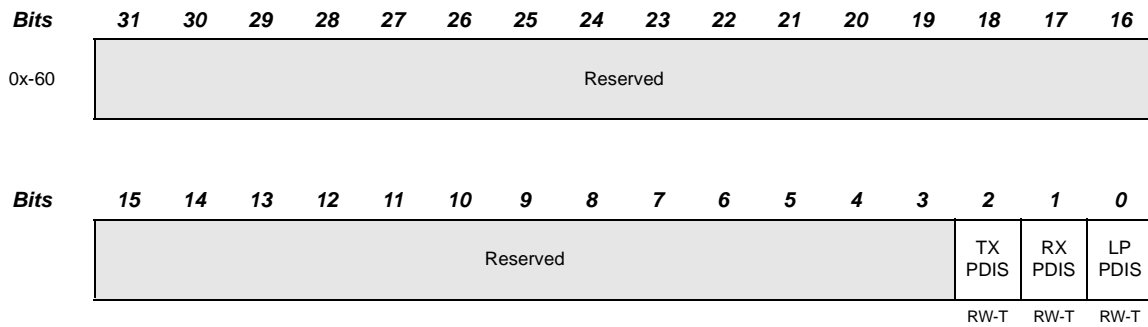 Bits 31 30 29 28 27 26 25 24 23 22 21 20 19 18 17 16
0x-60 Reserved
Bits 15 14 13 12 11 10 9 8 7 6 5 4 3 2 1 0
Reserved TX PDIS RX PDIS LP PDIS
RW-T RW-T RW-T